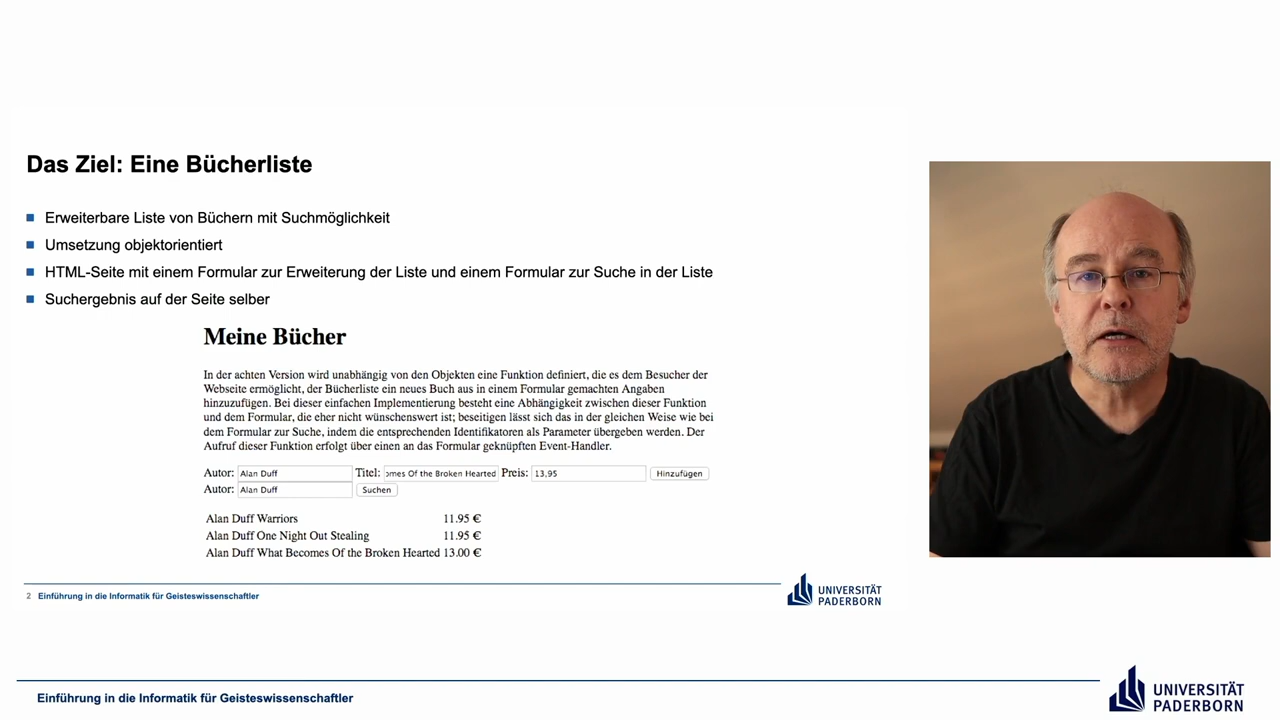 Das Ziel: Eine Bücherliste
Erweiterbare Liste von Büchern mit Suchmöglichkeit
Umsetzung objektorientiert
HTML-Seite mit einem Formular zur Erweiterung der Liste und einem Formular zur Suche in der Liste
Suchergebnis auf der Seite selber
Meine Bücher
In der achten Version wird unabhängig von den Objekten eine Funktion definiert, die es dem Besucher der
Webseite ermöglicht, der Bücherliste ein neues Buch aus in einem Formular gemachten Angaben
hinzuzufügen. Bei dieser einfachen Implementierung besteht eine Abhängigkeit zwischen dieser Funktion
und dem Formular, die eher nicht wünschenswert ist; beseitigen lässt sich das in der gleichen Weise wie bei
dem Formular zur Suche, indem die entsprechenden Identifikatoren als Parameter übergeben werden. Der
Aufruf dieser Funktion erfolgt über einen an das Formular geknüpften Event-Handler.
Autor: Alan Duff Titel: omes Of the Broken Hearted Preis: 13,95 Hinzufügen
Autor: Alan Duff Suchen
Alan Duff Warriors 11.95 €
Alan Duff One Night Out Stealing 11.95 €
Alan Duff What Becomes Of the Broken Hearted 13.00 €
2 Einführung in die Informatik für Geisteswissenschaftler
UNIVERSITÄT
PADERBORN
Einführung in die Informatik für Geisteswissenschaftler
UNIVERSITÄT
PADERBORN